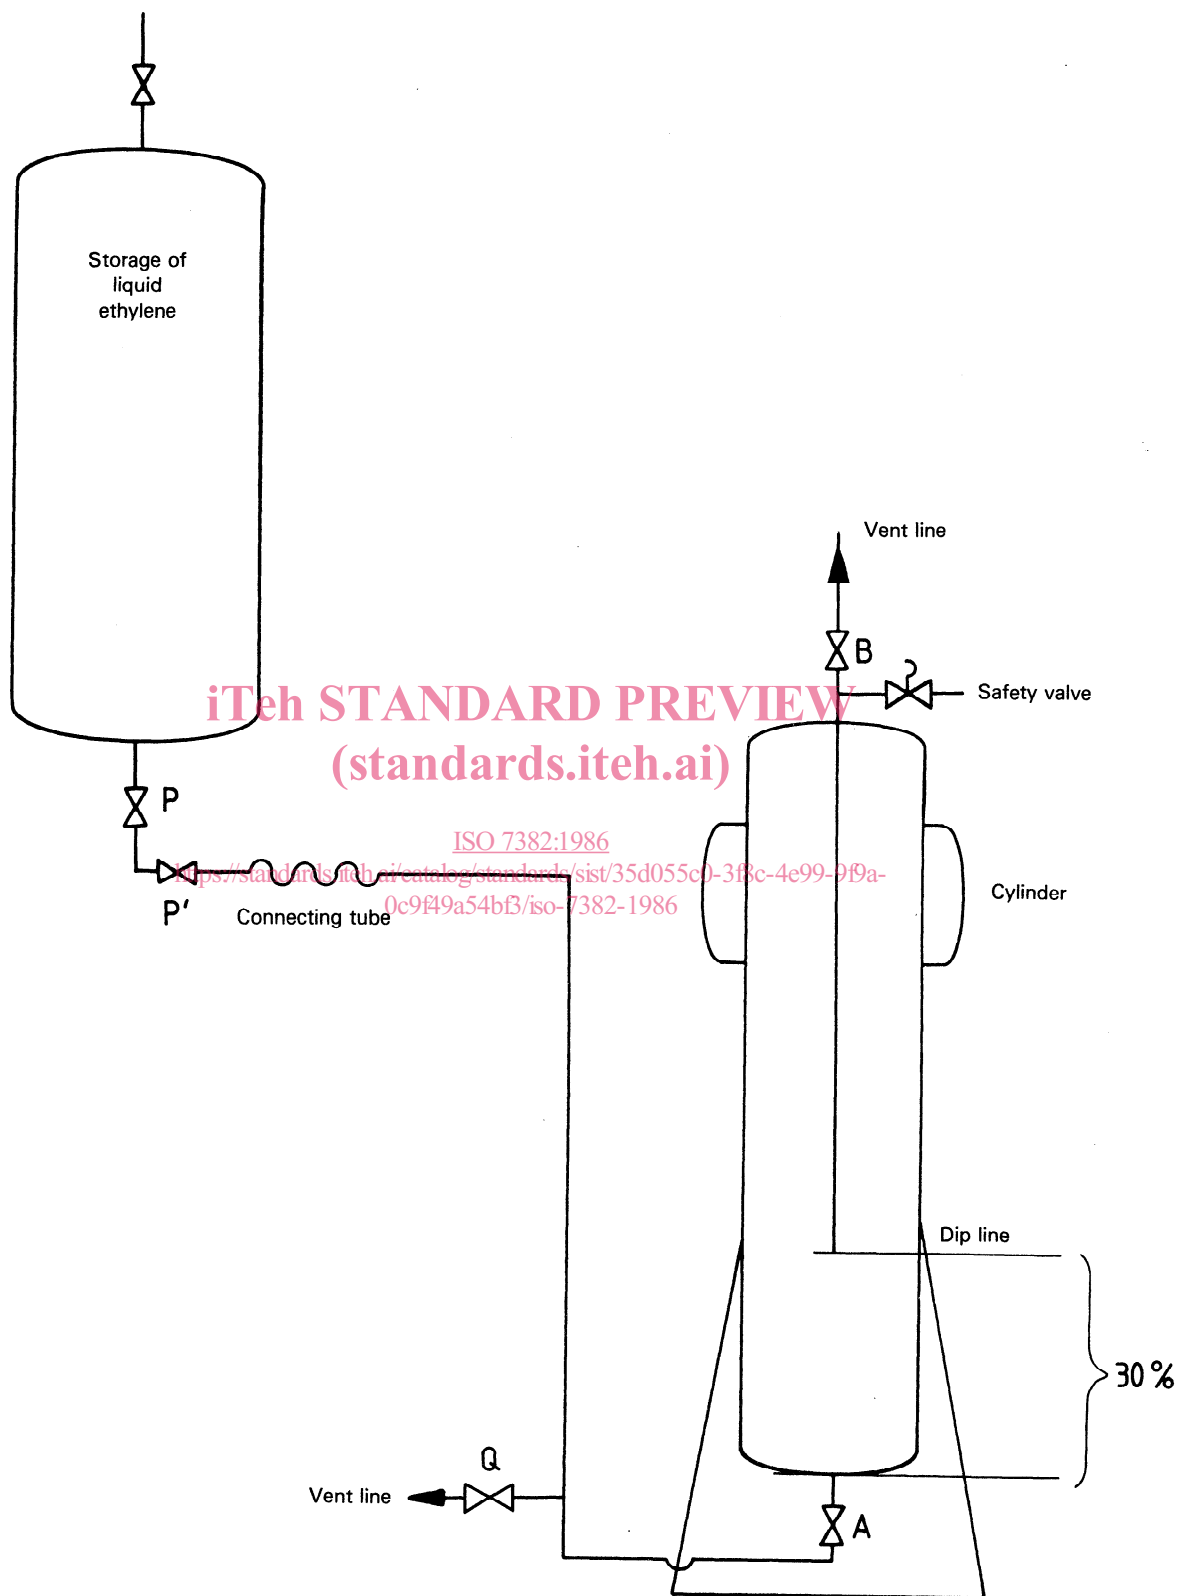 Storage of
liquid
ethylene
Vent line
B
Safety valve
iTeh STANDARD PREVIEW
(standards.iteh.ai)
P
ISO 7382:1986
https://standards.iteh.ai/catalog/standards/sist/35d055c0-3f8c-4e99-9f9a-
0c9f49a54bf3/iso-7382-1986
P'
Connecting tube
Cylinder
Dip line
30%
Q
Vent line
A